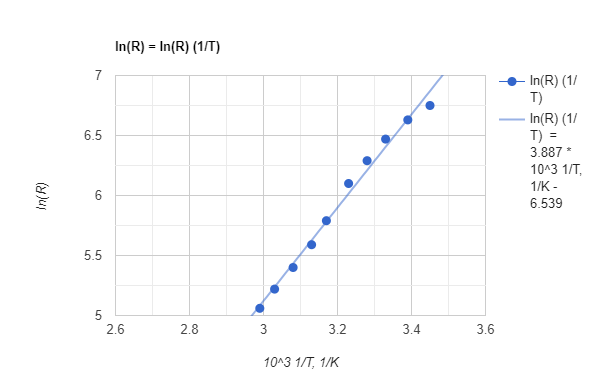 ln(R) = ln(R) (1/T)
7
6.5
6
5.5
5
ln(R)
2.6
2.8
3
3.2
3.4
3.6
10^3 1/T, 1/K
ln(R) (1/
T)
ln(R) (1/
T) =
3.887 *
10^3 1/T,
1/K -
6.539